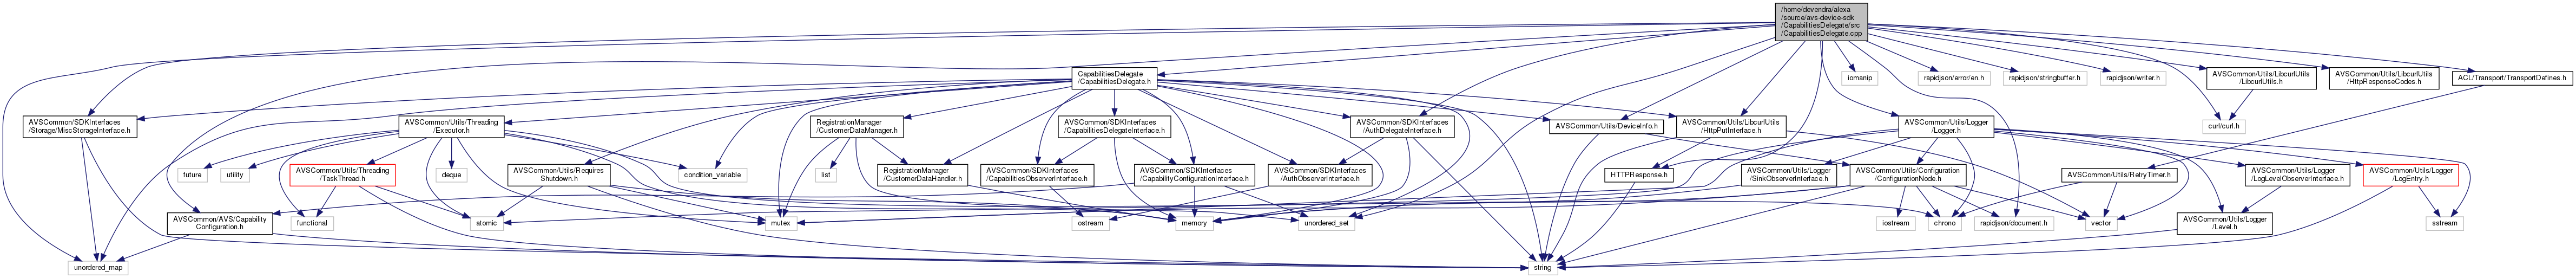 /home/devendra/alexa
/source/avs-device-sdk
/CapabilitiesDelegate/src
/CapabilitiesDelegate.cpp
CapabilitiesDelegate
/CapabilitiesDelegate.h
iomanip
rapidjson/error/en.h
rapidjson/stringbuffer.h
rapidjson/writer.h
AVSCommon/Utils/LibcurlUtils
/LibcurlUtils.h
AVSCommon/Utils/LibcurlUtils
/HttpResponseCodes.h
ACL/Transport/TransportDefines.h
AVSCommon/SDKInterfaces
/Storage/MiscStorageInterface.h
AVSCommon/Utils/Threading
/Executor.h
RegistrationManager
/CustomerDataManager.h
AVSCommon/SDKInterfaces
/CapabilitiesDelegateInterface.h
AVSCommon/SDKInterfaces
/AuthDelegateInterface.h
AVSCommon/Utils/DeviceInfo.h
AVSCommon/Utils/LibcurlUtils
/HttpPutInterface.h
AVSCommon/Utils/Logger
/Logger.h
curl/curl.h
future
utility
AVSCommon/Utils/Threading
/TaskThread.h
deque
AVSCommon/Utils/Requires
Shutdown.h
condition_variable
list
RegistrationManager
/CustomerDataHandler.h
AVSCommon/SDKInterfaces
/CapabilitiesObserverInterface.h
AVSCommon/SDKInterfaces
/CapabilityConfigurationInterface.h
AVSCommon/SDKInterfaces
/AuthObserverInterface.h
HTTPResponse.h
AVSCommon/Utils/Logger
/SinkObserverInterface.h
AVSCommon/Utils/Configuration
/ConfigurationNode.h
AVSCommon/Utils/RetryTimer.h
AVSCommon/Utils/Logger
/LogLevelObserverInterface.h
AVSCommon/Utils/Logger
/LogEntry.h
AVSCommon/AVS/Capability
Configuration.h
functional
atomic
mutex
ostream
memory
unordered_set
iostream
chrono
rapidjson/document.h
vector
AVSCommon/Utils/Logger
/Level.h
sstream
unordered_map
string